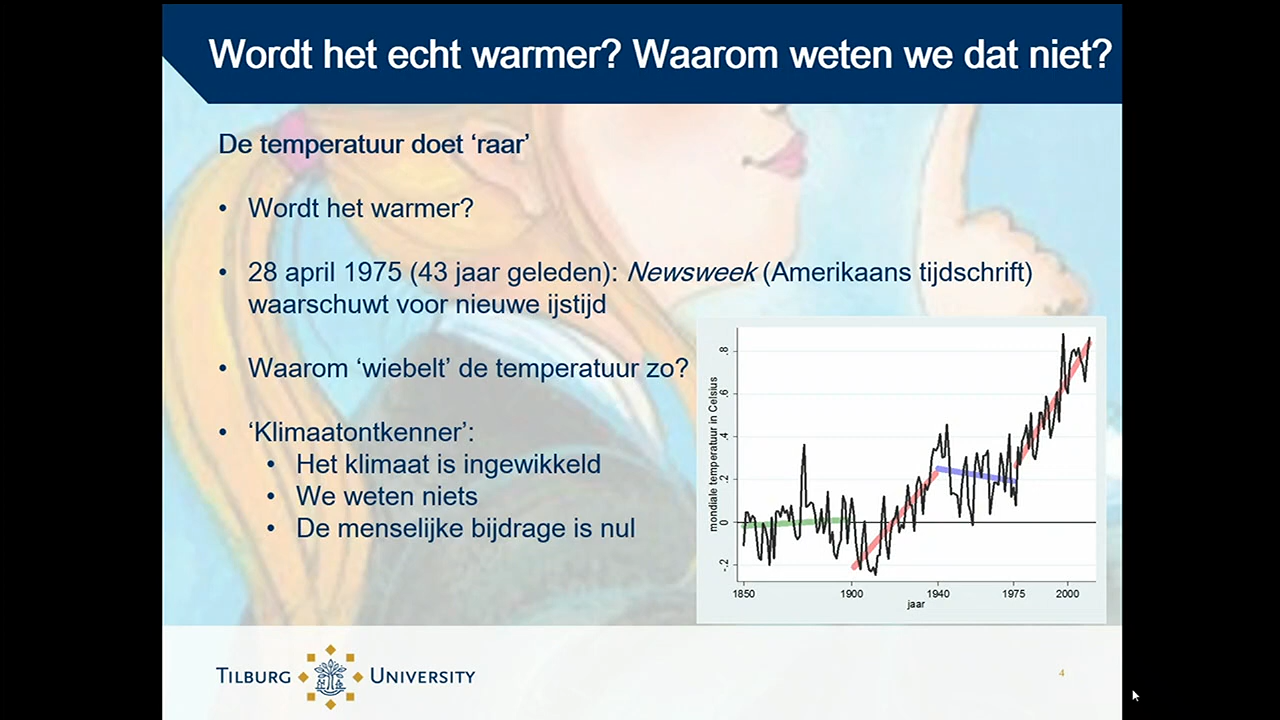 Wordt het echt warmer? Waarom weten we dat niet?
De temperatuur doet ‘raar’
• Wordt het warmer?
• 28 april 1975 (43 jaar geleden): Newsweek (Amerikaans tijdschrift)
waarschuwt voor nieuwe ijstijd
• Waarom ‘wiebelt’ de temperatuur zo?
• ‘Klimaatontkenner’:
• Het klimaat is ingewikkeld
• We weten niets
• De menselijke bijdrage is nul
mondiale temperatuur in Celsius
.8
.6
.4
.2
0
-.2
1850 1900 1940 1975 2000
jaar
TILBURG UNIVERSITY
4